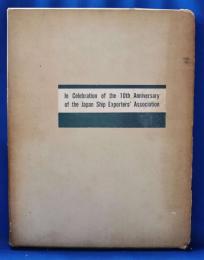 In Celebration of the 10th Anniversary
of the Japan Ship Exporters' Association